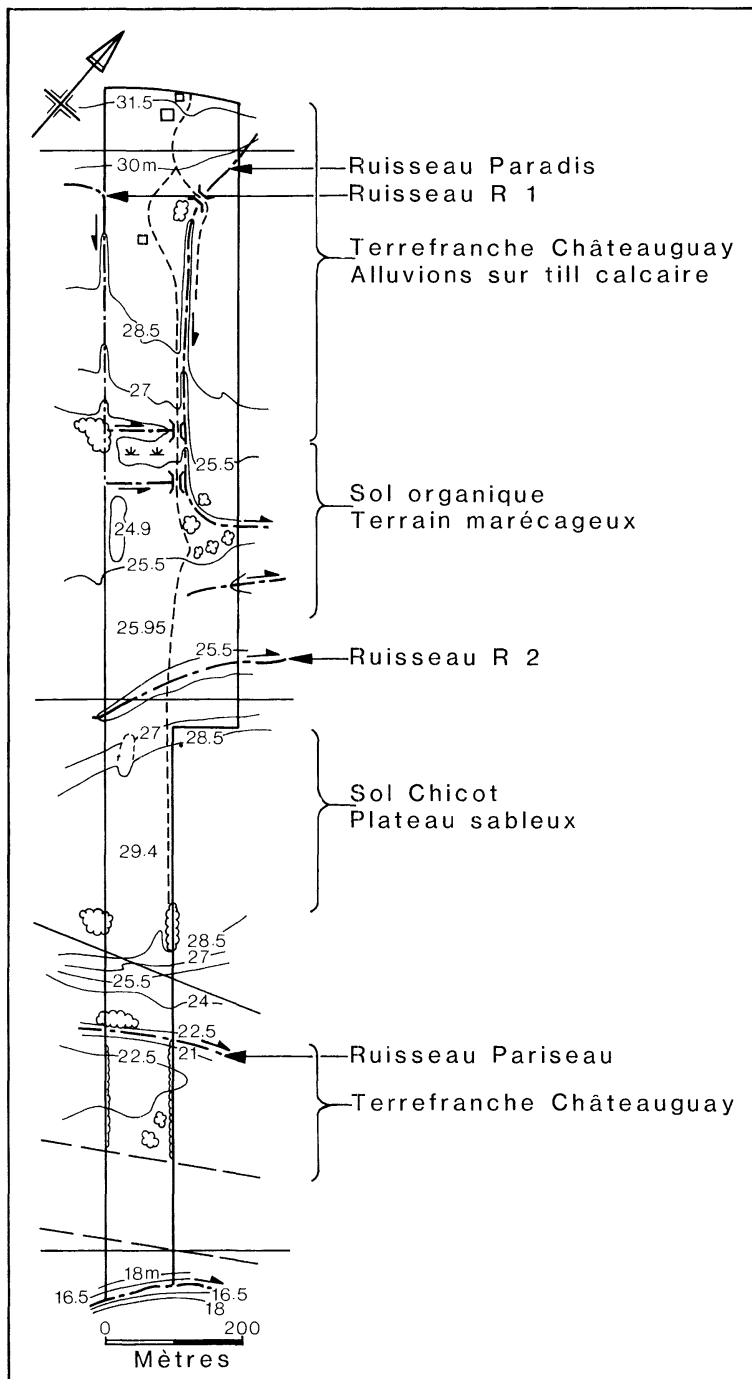 31.5
30m
Ruisseau Paradis
Ruisseau R 1
Terrefranche Châteauguay
Alluvions sur till calcaire
28.5
27
25.5
Sol organique
Terrain marécageux
24.9
25.5
25.95
25.5
Ruisseau R 2
27
28.5
Sol Chicot
Plateau sableux
29.4
28.5
27
25.5
24
22.5
22.5
21
Ruisseau Pariseau
Terrefranche Châteauguay
18m
16.5
16.5
18
0 200
Mètres